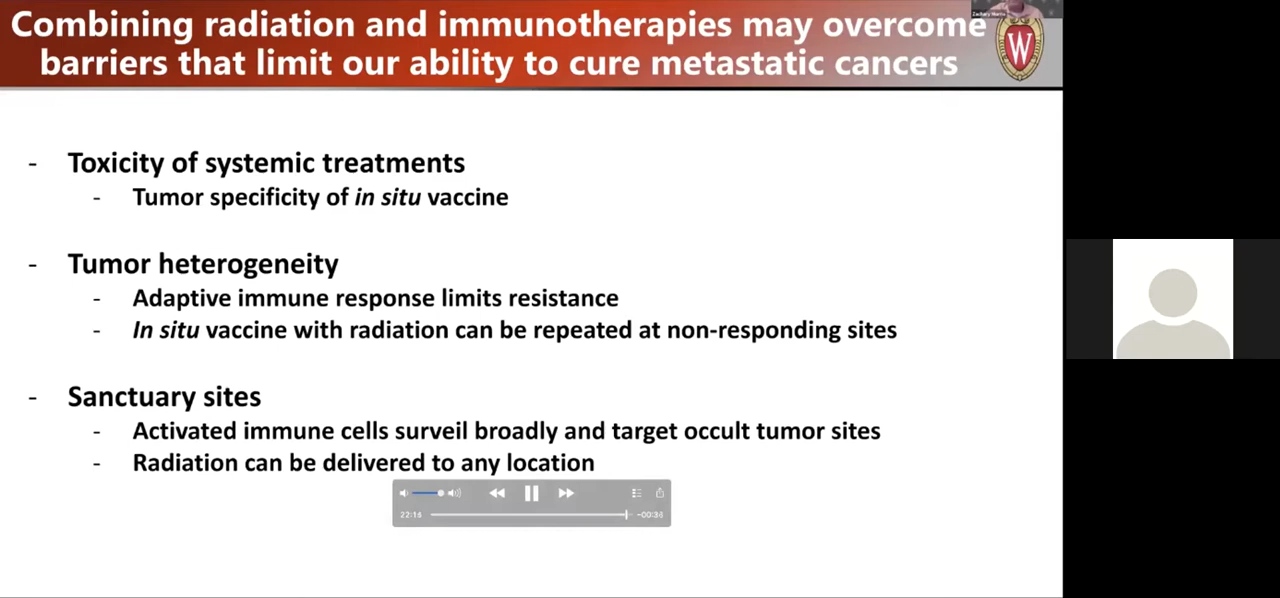 Combining radiation and immunotherapies may overcome
barriers that limit our ability to cure metastatic cancers
W
- Toxicity of systemic treatments
- Tumor specificity of in situ vaccine
- Tumor heterogeneity
- Adaptive immune response limits resistance
- In situ vaccine with radiation can be repeated at non-responding sites
- Sanctuary sites
- Activated immune cells surveil broadly and target occult tumor sites
- Radiation can be delivered to any location
22:16
-00:36